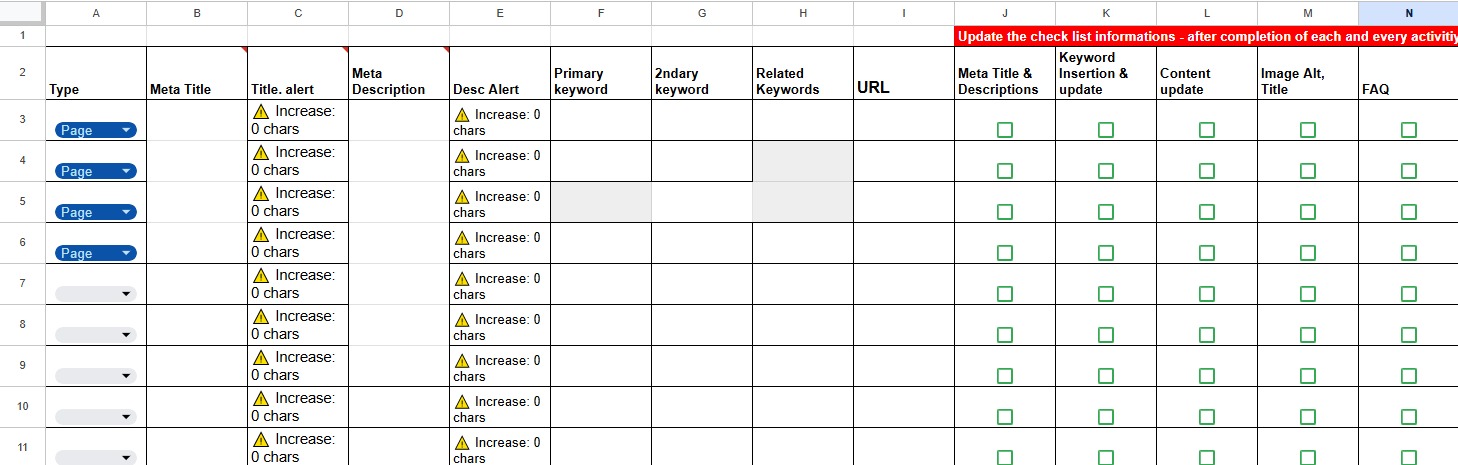 A B C D E F G H I J K L M N
1 Update the check list informations - after completion of each and every activitiy
Keyword
Meta Primary 2ndary Related Meta Title & Insertion & Content Image Alt,
2 Type Meta Title Title. alert Description Desc Alert keyword keyword Keywords URL Descriptions update update Title FAQ
3 Page ⚠ Increase: ⚠ Increase: 0
0 chars chars
4 Page ⚠ Increase: ⚠ Increase: 0
0 chars chars
5 Page ⚠ Increase: ⚠ Increase: 0
0 chars chars
6 Page ⚠ Increase: ⚠ Increase: 0
0 chars chars
7 ⚠ Increase: ⚠ Increase: 0
0 chars chars
8 ⚠ Increase: ⚠ Increase: 0
0 chars chars
9 ⚠ Increase: ⚠ Increase: 0
0 chars chars
10 ⚠ Increase: ⚠ Increase: 0
0 chars chars
11 ⚠ Increase: ⚠ Increase: 0
0 chars chars